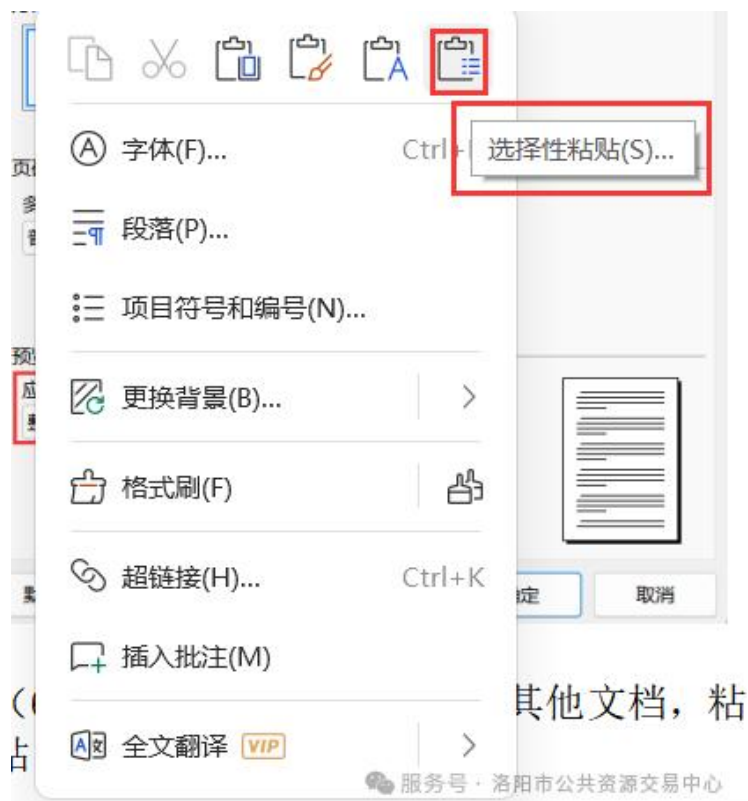 选择性粘贴(S)...
字体(F)... Ctrl+
段落(P)...
项目符号和编号(N)...
更换背景(B)...
格式刷(F)
超链接(H)... Ctrl+K
取消
插入批注(M)
其他文档，粘
全文翻译 VIP
服务号 · 洛阳市公共资源交易中心